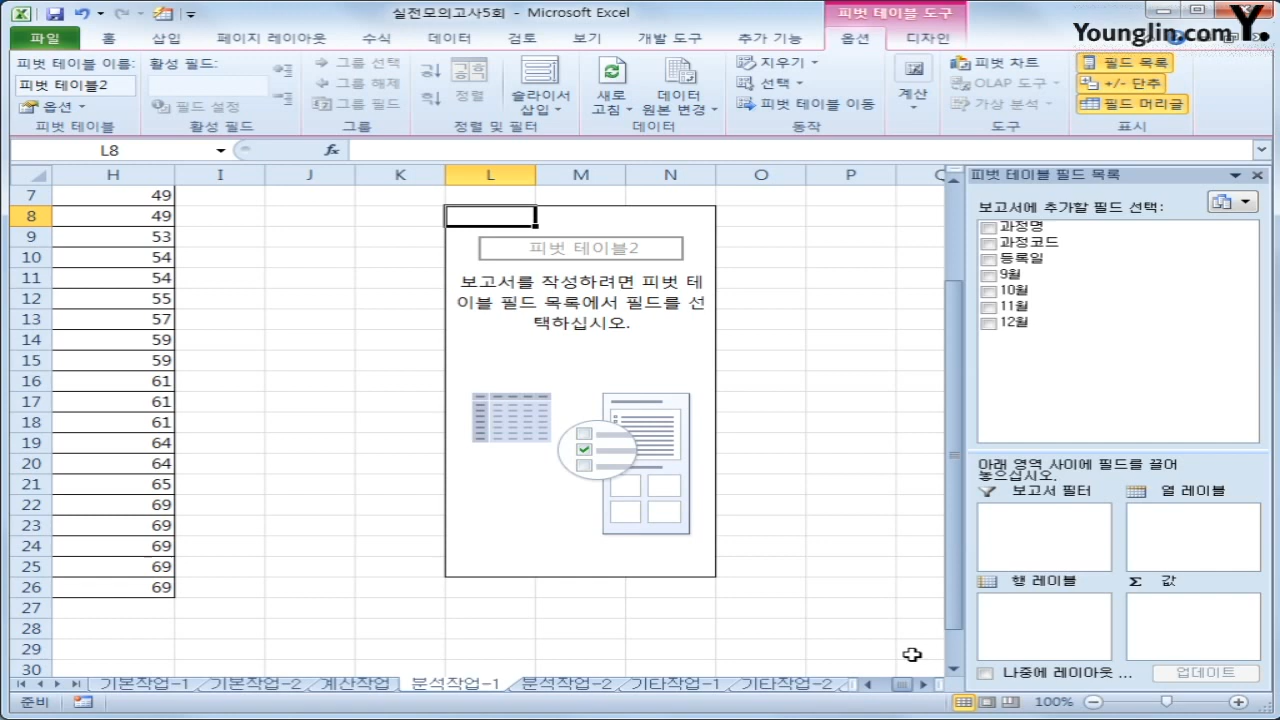 실전모의고사5회 - Microsoft Excel
피벗 테이블 도구
Younglin.com Y.
파일 홈 삽입 페이지 레이아웃 수식 데이터 검토 보기 개발 도구 추가 기능 옵션 디자인
피벗 테이블 이름:
피벗 테이블2
옵션
피벗 테이블
활성 필드:
필드 설정
활성 필드
그룹 선택
그룹 해제
그룹 필드
그룹
정렬
슬라이서
삽입
정렬 및 필터
새로
고침
데이터
원본 변경
데이터
지우기
선택
피벗 테이블 이동
동작
계산
피벗 차트
OLAP 도구
가상 분석
도구
필드 목록
+/- 단추
필드 머리글
표시
L8 fx
H I J K L M N O P
7 49
8 49
9 53
10 54
11 54
12 55
13 57
14 59
15 59
16 61
17 61
18 61
19 64
20 64
21 65
22 69
23 69
24 69
25 69
26 69
27
28
29
30
피벗 테이블2
보고서를 작성하려면 피벗 테
이블 필드 목록에서 필드를 선
택하십시오.
피벗 테이블 필드 목록
보고서에 추가할 필드 선택:
과정명
과정코드
등록일
9월
10월
11월
12월
아래 영역 사이에 필드를 끌어
놓으십시오.
보고서 필터 열 레이블
행 레이블 Σ 값
나중에 레이아웃 ... 업데이트
기본작업-1 기본작업-2 계산작업 분석작업-1 분석작업-2 기타작업-1 기타작업-2
준비 100%